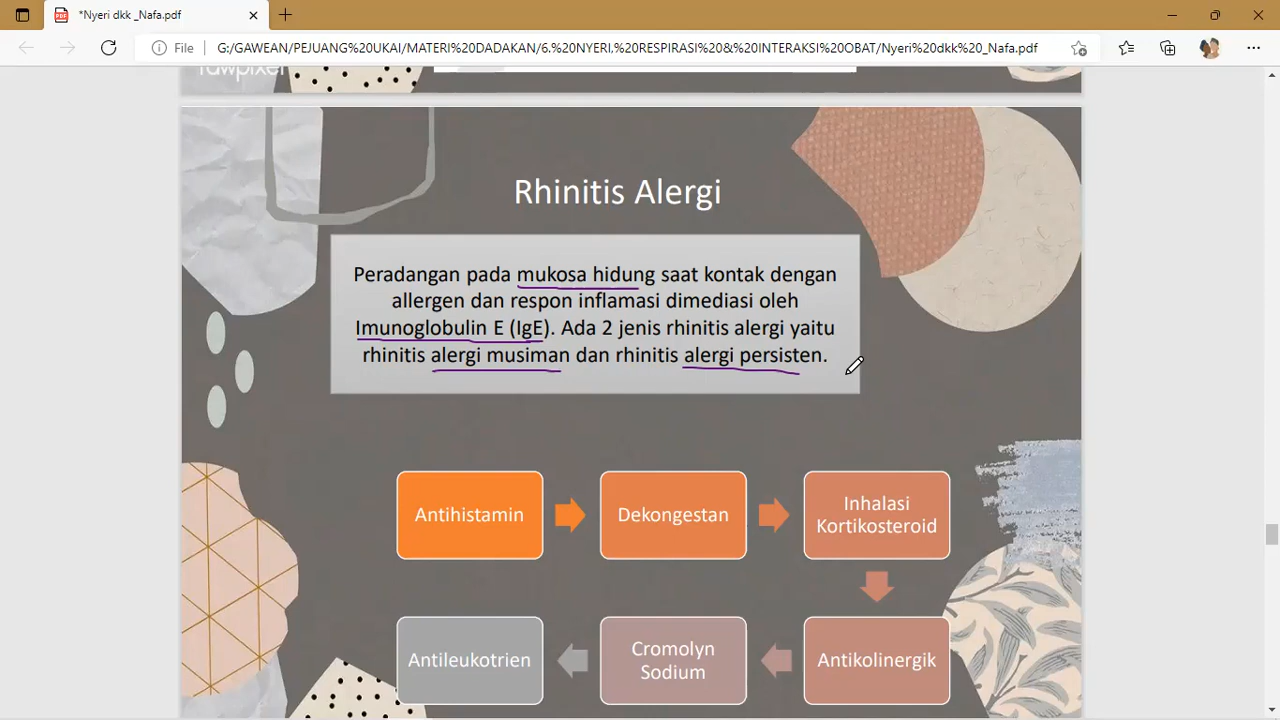 *Nyeri dkk _Nafa.pdf
File
G:/GAWEAN/PEJUANG%20UKAI/MATERI%20DADAKAN/6.%20NYERI,%20RESPIRASI%20&%20INTERAKSI%20OBAT/Nyeri%20dkk%20_Nafa.pdf
rawpixel
Rhinitis Alergi
Peradangan pada mukosa hidung saat kontak dengan
allergen dan respon inflamasi dimediasi oleh
Imunoglobulin E (IgE). Ada 2 jenis rhinitis alergi yaitu
rhinitis alergi musiman dan rhinitis alergi persisten.
Antihistamin
Dekongestan
Inhalasi
Kortikosteroid
Antileukotrien
Cromolyn
Sodium
Antikolinergik